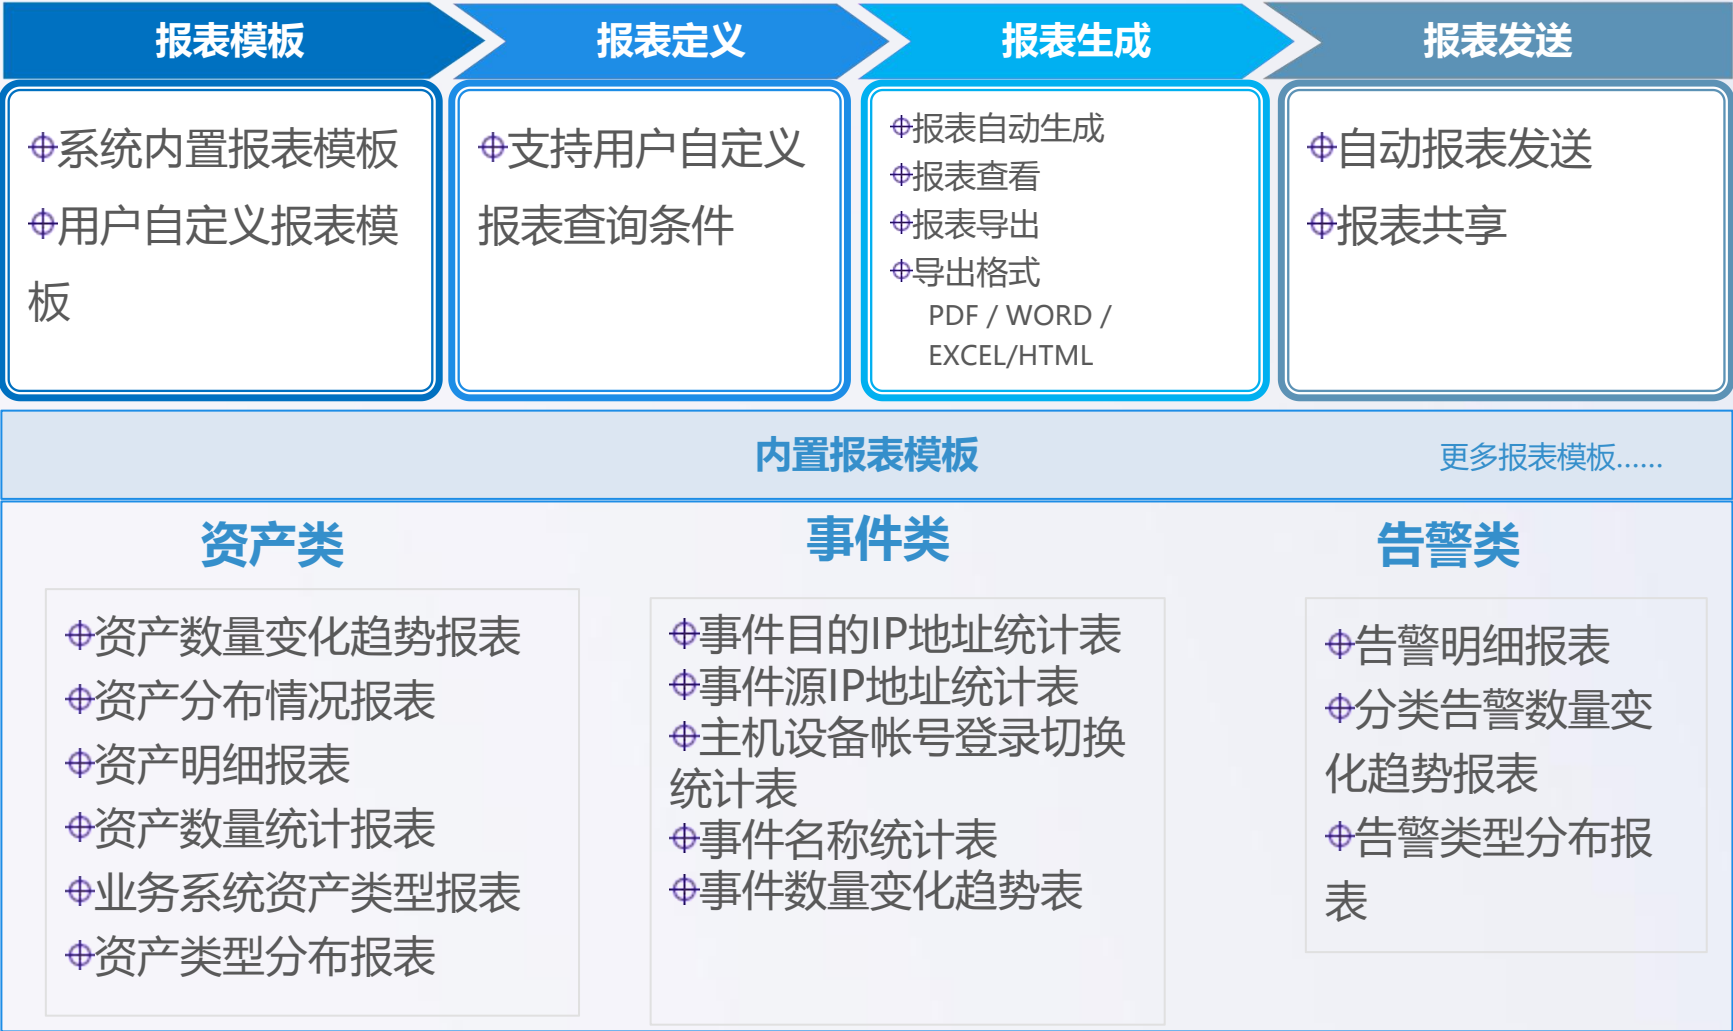 报表模板
报表定义
报表生成
报表发送
系统内置报表模板
用户自定义报表模
板
支持用户自定义
报表查询条件
报表自动生成
报表查看
报表导出
导出格式
PDF / WORD /
EXCEL/HTML
自动报表发送
报表共享
内置报表模板
更多报表模板......
资产类
资产数量变化趋势报表
资产分布情况报表
资产明细报表
资产数量统计报表
业务系统资产类型报表
资产类型分布报表
事件类
事件目的IP地址统计表
事件源IP地址统计表
主机设备帐号登录切换
统计表
事件名称统计表
事件数量变化趋势表
告警类
告警明细报表
分类告警数量变
化趋势报表
告警类型分布报
表